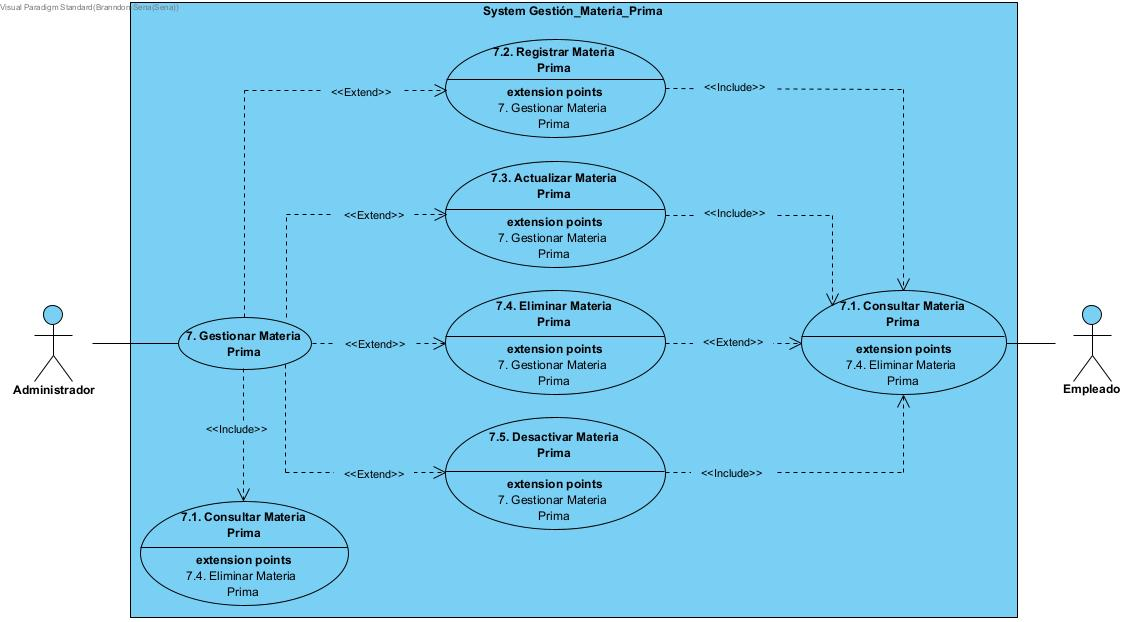 Visual Paradigm Standard(Branndon Sena(Sena))
System Gestión_Materia_Prima
7.2. Registrar Materia
Prima
extension points
7. Gestionar Materia
Prima
<<Extend>>
<<Include>>
7.3. Actualizar Materia
Prima
extension points
7. Gestionar Materia
Prima
<<Extend>>
<<Include>>
Administrador
7. Gestionar Materia
Prima
<<Extend>>
7.4. Eliminar Materia
Prima
extension points
7. Gestionar Materia
Prima
<<Extend>>
7.1. Consultar Materia
Prima
extension points
7.4. Eliminar Materia
Prima
Empleado
<<Include>>
<<Extend>>
7.5. Desactivar Materia
Prima
extension points
7. Gestionar Materia
Prima
<<Include>>
7.1. Consultar Materia
Prima
extension points
7.4. Eliminar Materia
Prima